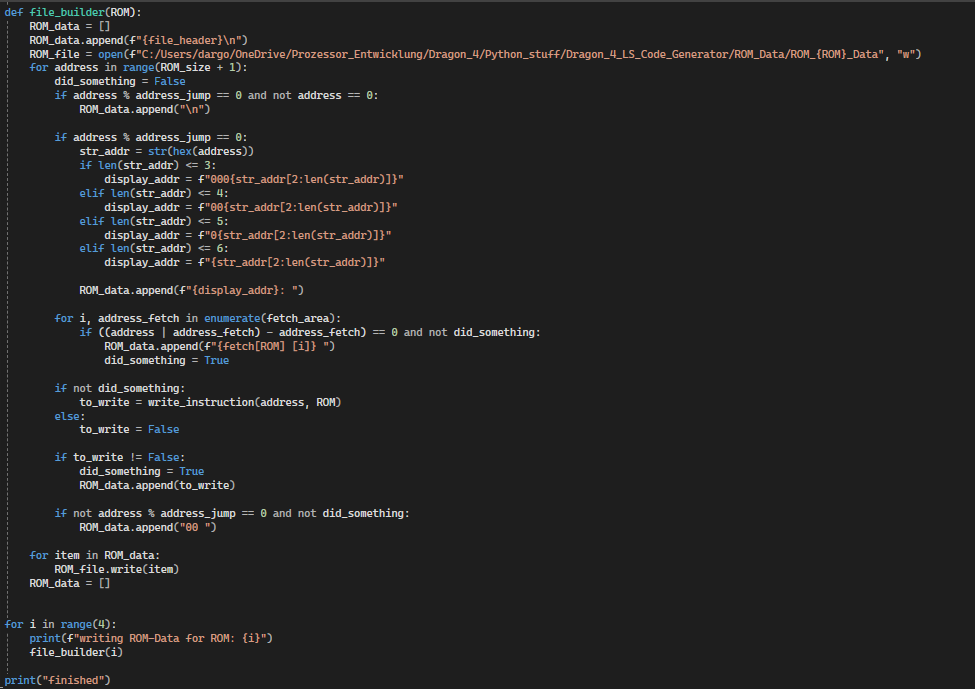 def file_builder(ROM):
    ROM_data = []
    ROM_data.append(f"{file_header}\n")
    ROM_file = open(f"C:/Users/dargo/OneDrive/Prozessor_Entwicklung/Dragon_4/Python_stuff/Dragon_4_LS_Code_Generator/ROM_Data/ROM_{ROM}_Data", "w")
    for address in range(ROM_size + 1):
        did_something = False
        if address % address_jump == 0 and not address == 0:
            ROM_data.append("\n")

        if address % address_jump == 0:
            str_addr = str(hex(address))
            if len(str_addr) <= 3:
                display_addr = f"000{str_addr[2:len(str_addr)]}"
            elif len(str_addr) <= 4:
                display_addr = f"00{str_addr[2:len(str_addr)]}"
            elif len(str_addr) <= 5:
                display_addr = f"0{str_addr[2:len(str_addr)]}"
            elif len(str_addr) <= 6:
                display_addr = f"{str_addr[2:len(str_addr)]}"

            ROM_data.append(f"{display_addr}: ")

        for i, address_fetch in enumerate(fetch_area):
            if ((address | address_fetch) - address_fetch) == 0 and not did_something:
                ROM_data.append(f"{fetch[ROM] [i]} ")
                did_something = True

        if not did_something:
            to_write = write_instruction(address, ROM)
        else:
            to_write = False

        if to_write != False:
            did_something = True
            ROM_data.append(to_write)

        if not address % address_jump == 0 and not did_something:
            ROM_data.append("00 ")

    for item in ROM_data:
        ROM_file.write(item)
    ROM_data = []


for i in range(4):
    print(f"writing ROM-Data for ROM: {i}")
    file_builder(i)

print("finished")